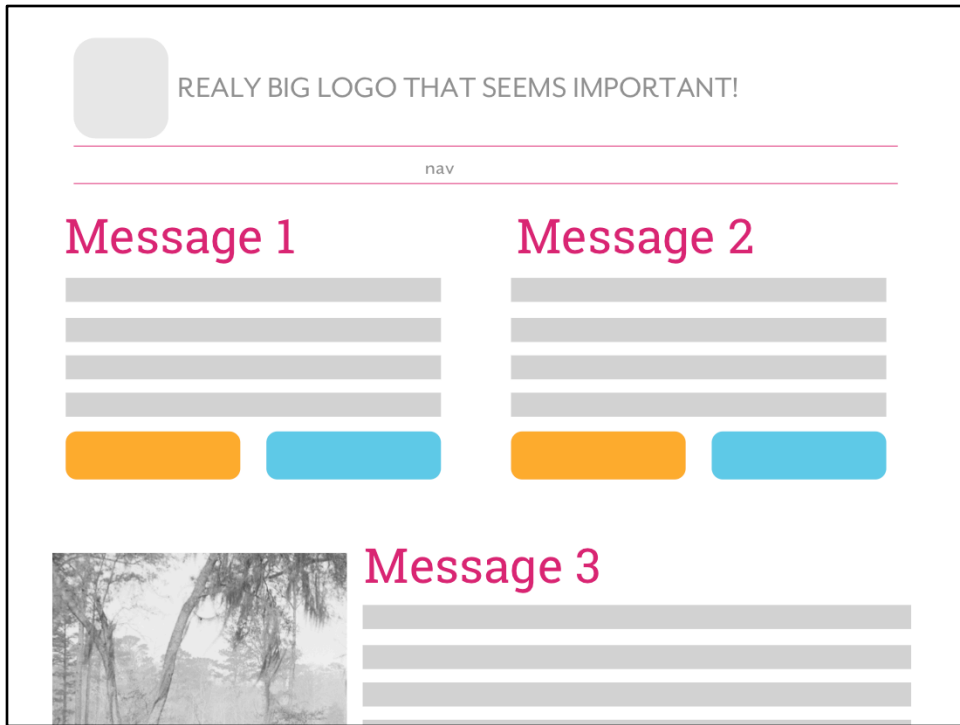 REALY BIG LOGO THAT SEEMS IMPORTANT!
nav
Message 1
Message 2
Message 3